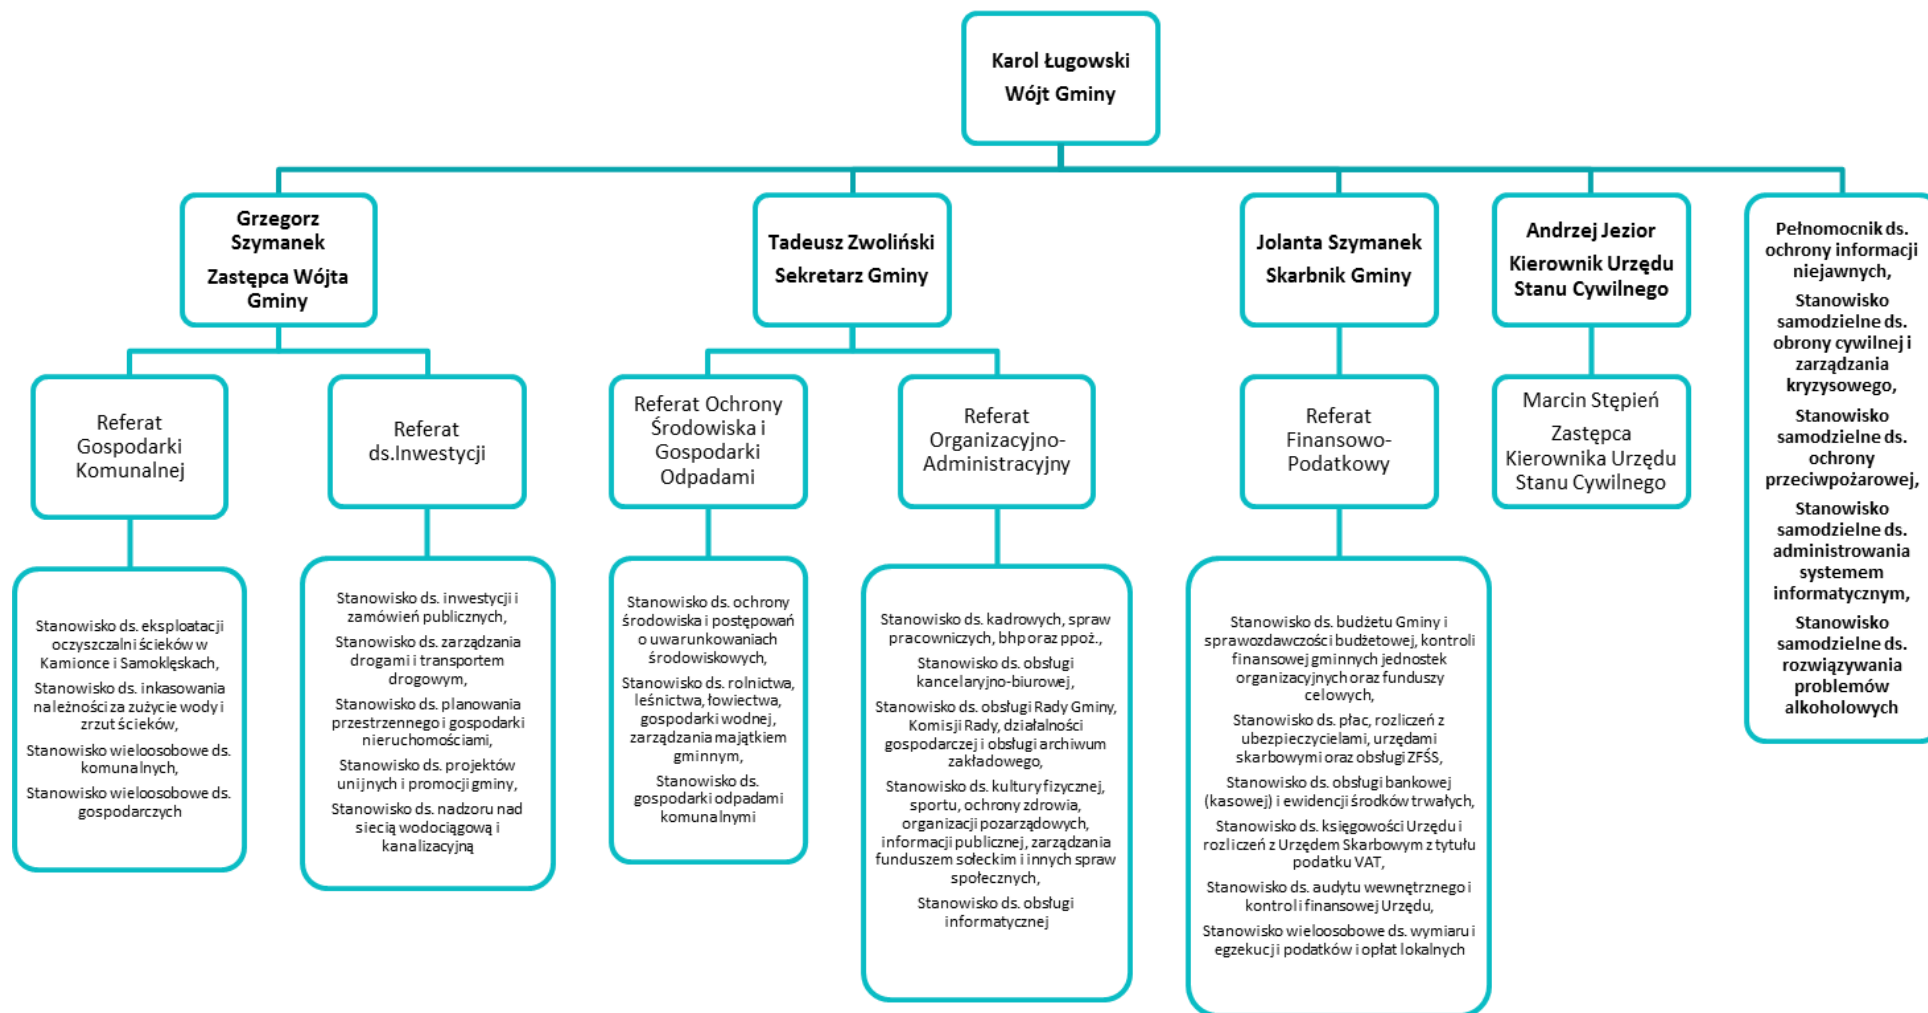 Karol Ługowski
Wójt Gminy
Grzegorz
Szymanek
Zastępca Wójta
Gminy
Tadeusz Zwoliński
Sekretarz Gminy
Jolanta Szymanek
Skarbnik Gminy
Andrzej Jezior
Kierownik Urzędu
Stanu Cywilnego
Pełnomocnik ds.
ochrony informacji
niejawnych,
Stanowisko
samodzielne ds.
obrony cywilnej i
zarządzania
kryzysowego,
Stanowisko
samodzielne ds.
ochrony
przeciwpożarowej,
Stanowisko
samodzielne ds.
administrowania
systemem
informatycznym,
Stanowisko
samodzielne ds.
rozwiązywania
problemów
alkoholowych
Referat
Gospodarki
Komunalnej
Referat
ds.Inwestycji
Referat Ochrony
Środowiska i
Gospodarki
Odpadami
Referat
Organizacyjno-
Administracyjny
Referat
Finansowo-
Podatkowy
Marcin Stępień
Zastępca
Kierownika Urzędu
Stanu Cywilnego
Stanowisko ds. eksploatacji
oczyszczalni ścieków w
Kamionce i Samoklęskach,
Stanowisko ds. inkasowania
należności za zużycie wody i
zrzut ścieków,
Stanowisko wieloosobowe ds.
komunalnych,
Stanowisko wieloosobowe ds.
gospodarczych
Stanowisko ds. inwestycji i
zamówień publicznych,
Stanowisko ds. zarządzania
drogami i transportem
drogowym,
Stanowisko ds. planowania
przestrzennego i gospodarki
nieruchomościami,
Stanowisko ds. projektów
unijnych i promocji gminy,
Stanowisko ds. nadzoru nad
siecią wodociągową i
kanalizacyjną
Stanowisko ds. ochrony
środowiska i postępowań
o uwarunkowaniach
środowiskowych,
Stanowisko ds. rolnictwa,
leśnictwa, łowiectwa,
gospodarki wodnej,
zarządzania majątkiem
gminnym,
Stanowisko ds.
gospodarki odpadami
komunalnymi
Stanowisko ds. kadrowych, spraw
pracowniczych, bhp oraz ppoż.,
Stanowisko ds. obsługi
kancelaryjno-biurowej,
Stanowisko ds. obsługi Rady Gminy,
Komisji Rady, działalności
gospodarczej i obsługi archiwum
zakładowego,
Stanowisko ds. kultury fizycznej,
sportu, ochrony zdrowia,
organizacji pozarządowych,
informacji publicznej, zarządzania
funduszem sołeckim i innych spraw
społecznych,
Stanowisko ds. obsługi
informatycznej
Stanowisko ds. budżetu Gminy i
sprawozdawczości budżetowej, kontroli
finansowej gminnych jednostek
organizacyjnych oraz funduszy
celowych,
Stanowisko ds. płac, rozliczeń z
ubezpieczycielami, urzędami
skarbowymi oraz obsługi ZFŚS,
Stanowisko ds. obsługi bankowej
(kasowej) i ewidencji środków trwałych,
Stanowisko ds. księgowości Urzędu i
rozliczeń z Urzędem Skarbowym z tytułu
podatku VAT,
Stanowisko ds. audytu wewnętrznego i
kontroli finansowej Urzędu,
Stanowisko wieloosobowe ds. wymiaru i
egzekucji podatków i opłat lokalnych